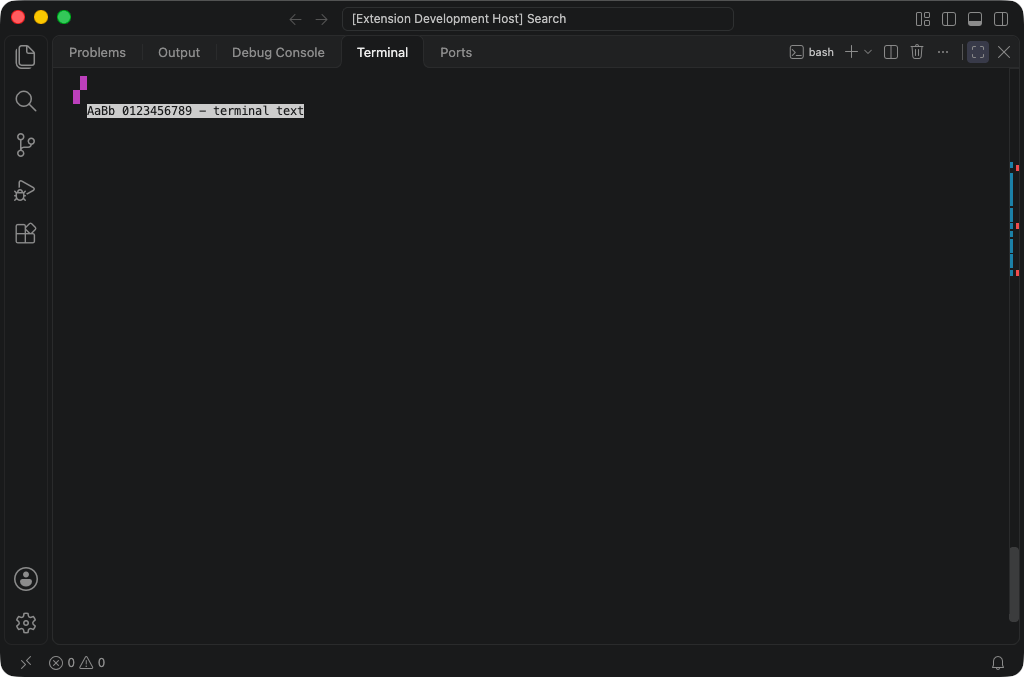 [Extension Development Host] Search
Problems Output Debug Console Terminal Ports bash
AaBb 0123456789 — terminal text
0 0